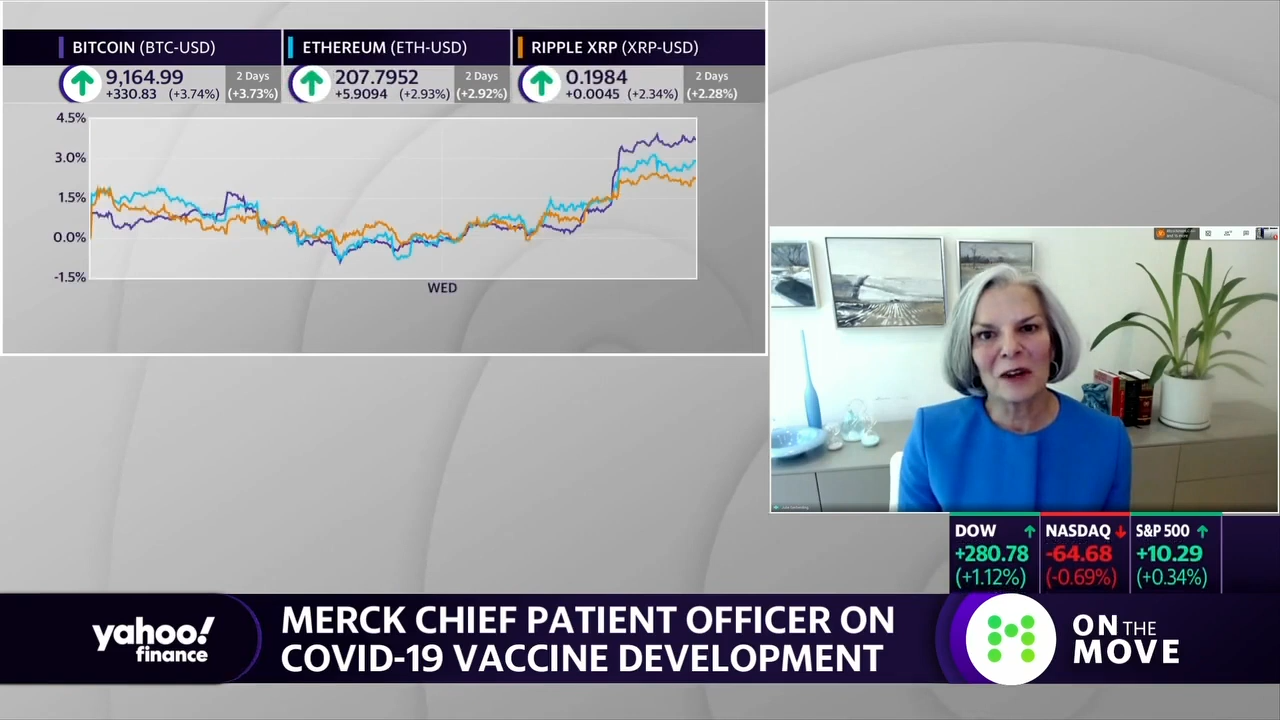 BITCOIN (BTC-USD)
9,164.99
+330.83 (+3.74%)
2 Days
(+3.73%)
ETHEREUM (ETH-USD)
207.7952
+5.9094 (+2.93%)
2 Days
(+2.92%)
RIPPLE XRP (XRP-USD)
0.1984
+0.0045 (+2.34%)
2 Days
(+2.28%)
4.5%
3.0%
1.5%
0.0%
-1.5%
WED
DOW
+280.78
(+1.12%)
NASDAQ
-64.68
(-0.69%)
S&P 500
+10.29
(+0.34%)
yahoo!
finance
MERCK CHIEF PATIENT OFFICER ON
COVID-19 VACCINE DEVELOPMENT
ON THE
MOVE